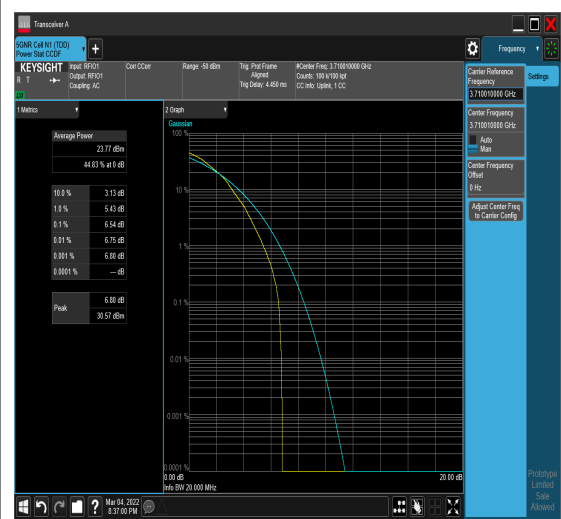 Transceiver A
5GNR Cell N1 (TDD)
Power Stat CCDF
Frequency
KEYSIGHT
R T
Input: RFIO1
Output: RFIO1
Coupling: AC
Corr CCorr
Range: -50 dBm
Trig: Prot Frame
Aligned
Trig Delay: 4.450 ms
#Center Freq: 3.710010000 GHz
Counts: 100 k/100 kpt
CC Info: Uplink, 1 CC
Carrier Reference
Frequency
3.710010000 GHz
Settings
Center Frequency
3.710010000 GHz
Auto
Man
Center Frequency
Offset
0 Hz
Adjust Center Freq
to Carrier Config
1 Metrics
Average Power
23.77 dBm
44.83 % at 0 dB
10.0 % 3.13 dB
1.0 % 5.43 dB
0.1 % 6.54 dB
0.01 % 6.75 dB
0.001 % 6.80 dB
0.0001 % --- dB
Peak
6.80 dB
30.57 dBm
2 Graph
Gaussian
100 %
10 %
1 %
0.1 %
0.01 %
0.001 %
0.0001 %
0.00 dB 20.00 dB
Info BW 20.000 MHz
Mar 04, 2022
8:37:00 PM
Prototype
Limited
Sale
Allowed